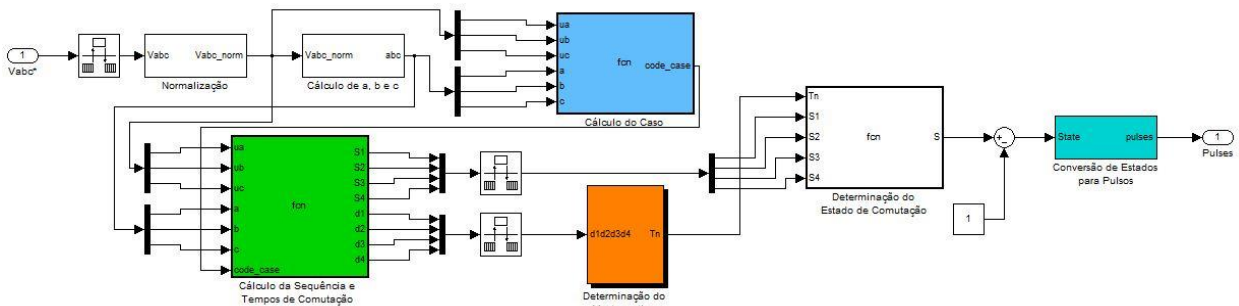 1
Vabc*
Vabc
Vabc_norm
Normalização
Vabc_norm
abc
Cálculo de a, b e c
ua
ub
uc
a
b
c
fcn
code_case
Cálculo do Caso
ua
ub
uc
a
b
c
code_case
fcn
S1
S2
S3
S4
d1
d2
d3
d4
Cálculo da Sequência e
Tempos de Comutação
d1d2d3d4
Tn
Determinação do
Tn
S1
S2
S3
S4
fcn
S
Determinação do
Estado de Comutação
1
State
pulses
Conversão de Estados
para Pulsos
1
Pulses